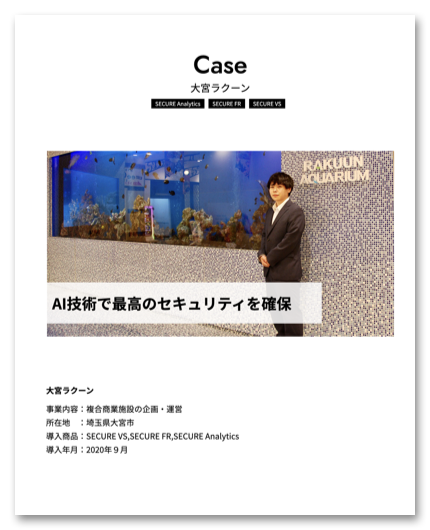 Case
大宮ラクーン
SECURE Analytics SECURE FR SECURE VS
RAKUUN
AQUARIUM
AI技術で最高のセキュリティを確保
大宮ラクーン
事業内容：複合商業施設の企画・運営
所在地　：埼玉県大宮市
導入商品：SECURE VS,SECURE FR,SECURE Analytics
導入年月：2020年９月